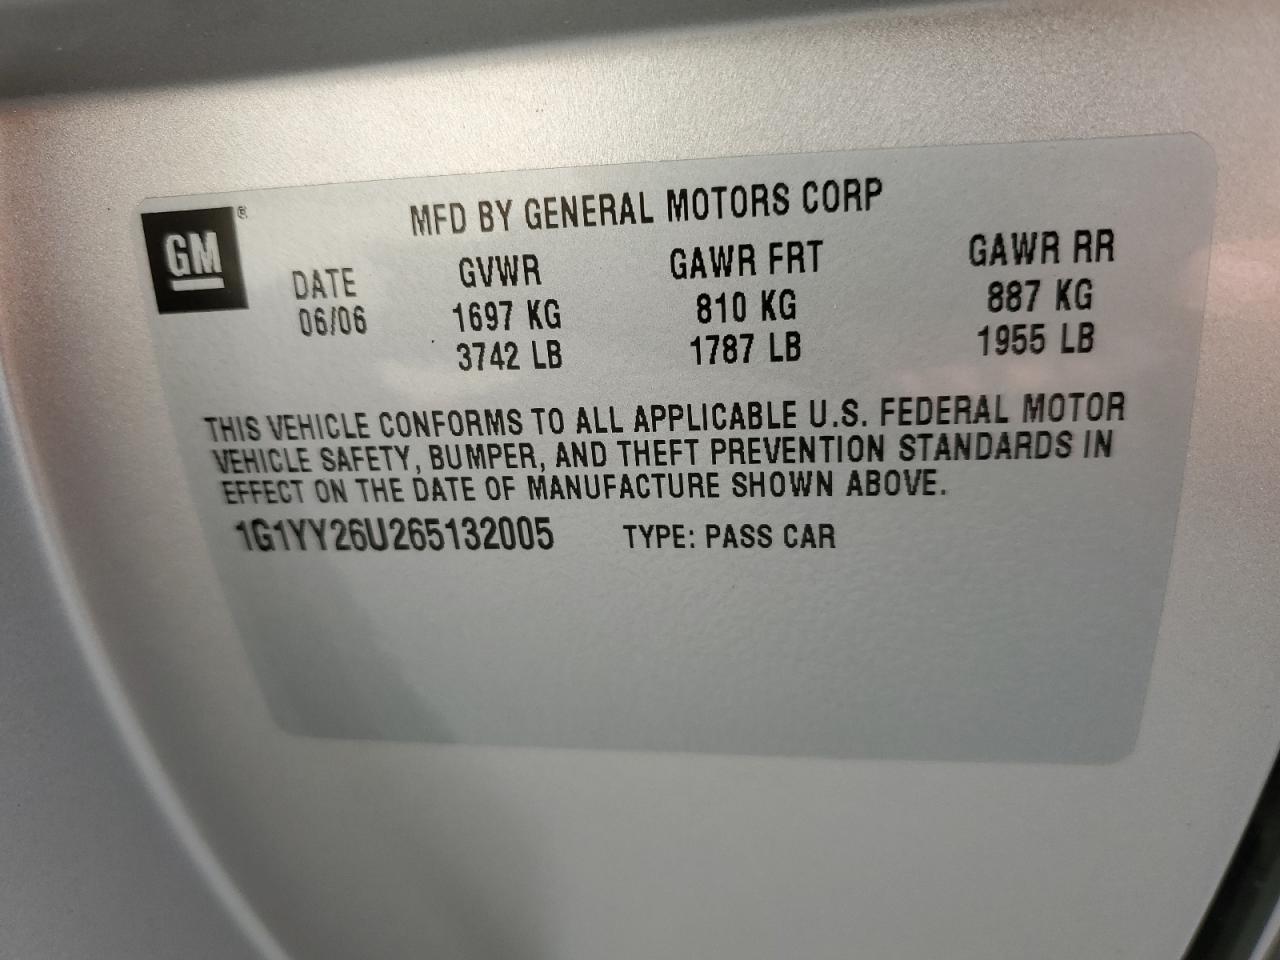 MFD BY GENERAL MOTORS CORP
GM®
DATE GVWR GAWR FRT GAWR RR
06/06 1697 KG 810 KG 887 KG
3742 LB 1787 LB 1955 LB
THIS VEHICLE CONFORMS TO ALL APPLICABLE U.S. FEDERAL MOTOR
VEHICLE SAFETY, BUMPER, AND THEFT PREVENTION STANDARDS IN
EFFECT ON THE DATE OF MANUFACTURE SHOWN ABOVE.
1G1YY26U265132005 TYPE: PASS CAR